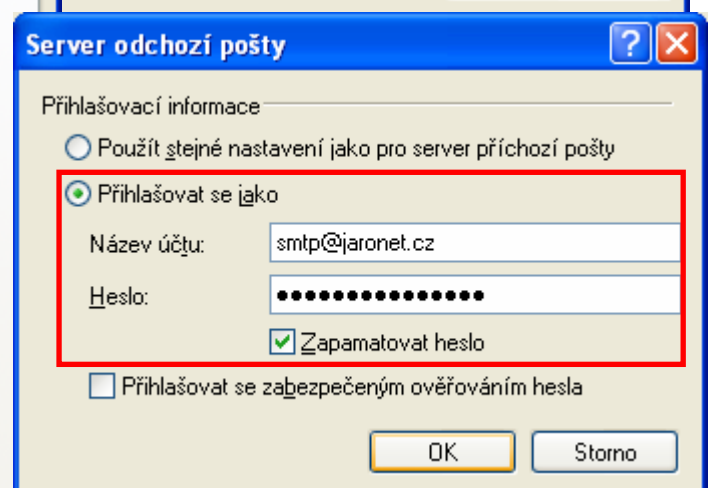 Server odchozí pošty
Přihlašovací informace
Použít stejné nastavení jako pro server příchozí pošty
Přihlašovat se jako
Název účtu: smtp@jaronet.cz
Heslo: ●●●●●●●●●●●●●●●
Zapamatovat heslo
Přihlašovat se zabezpečeným ověřováním hesla
OK Storno